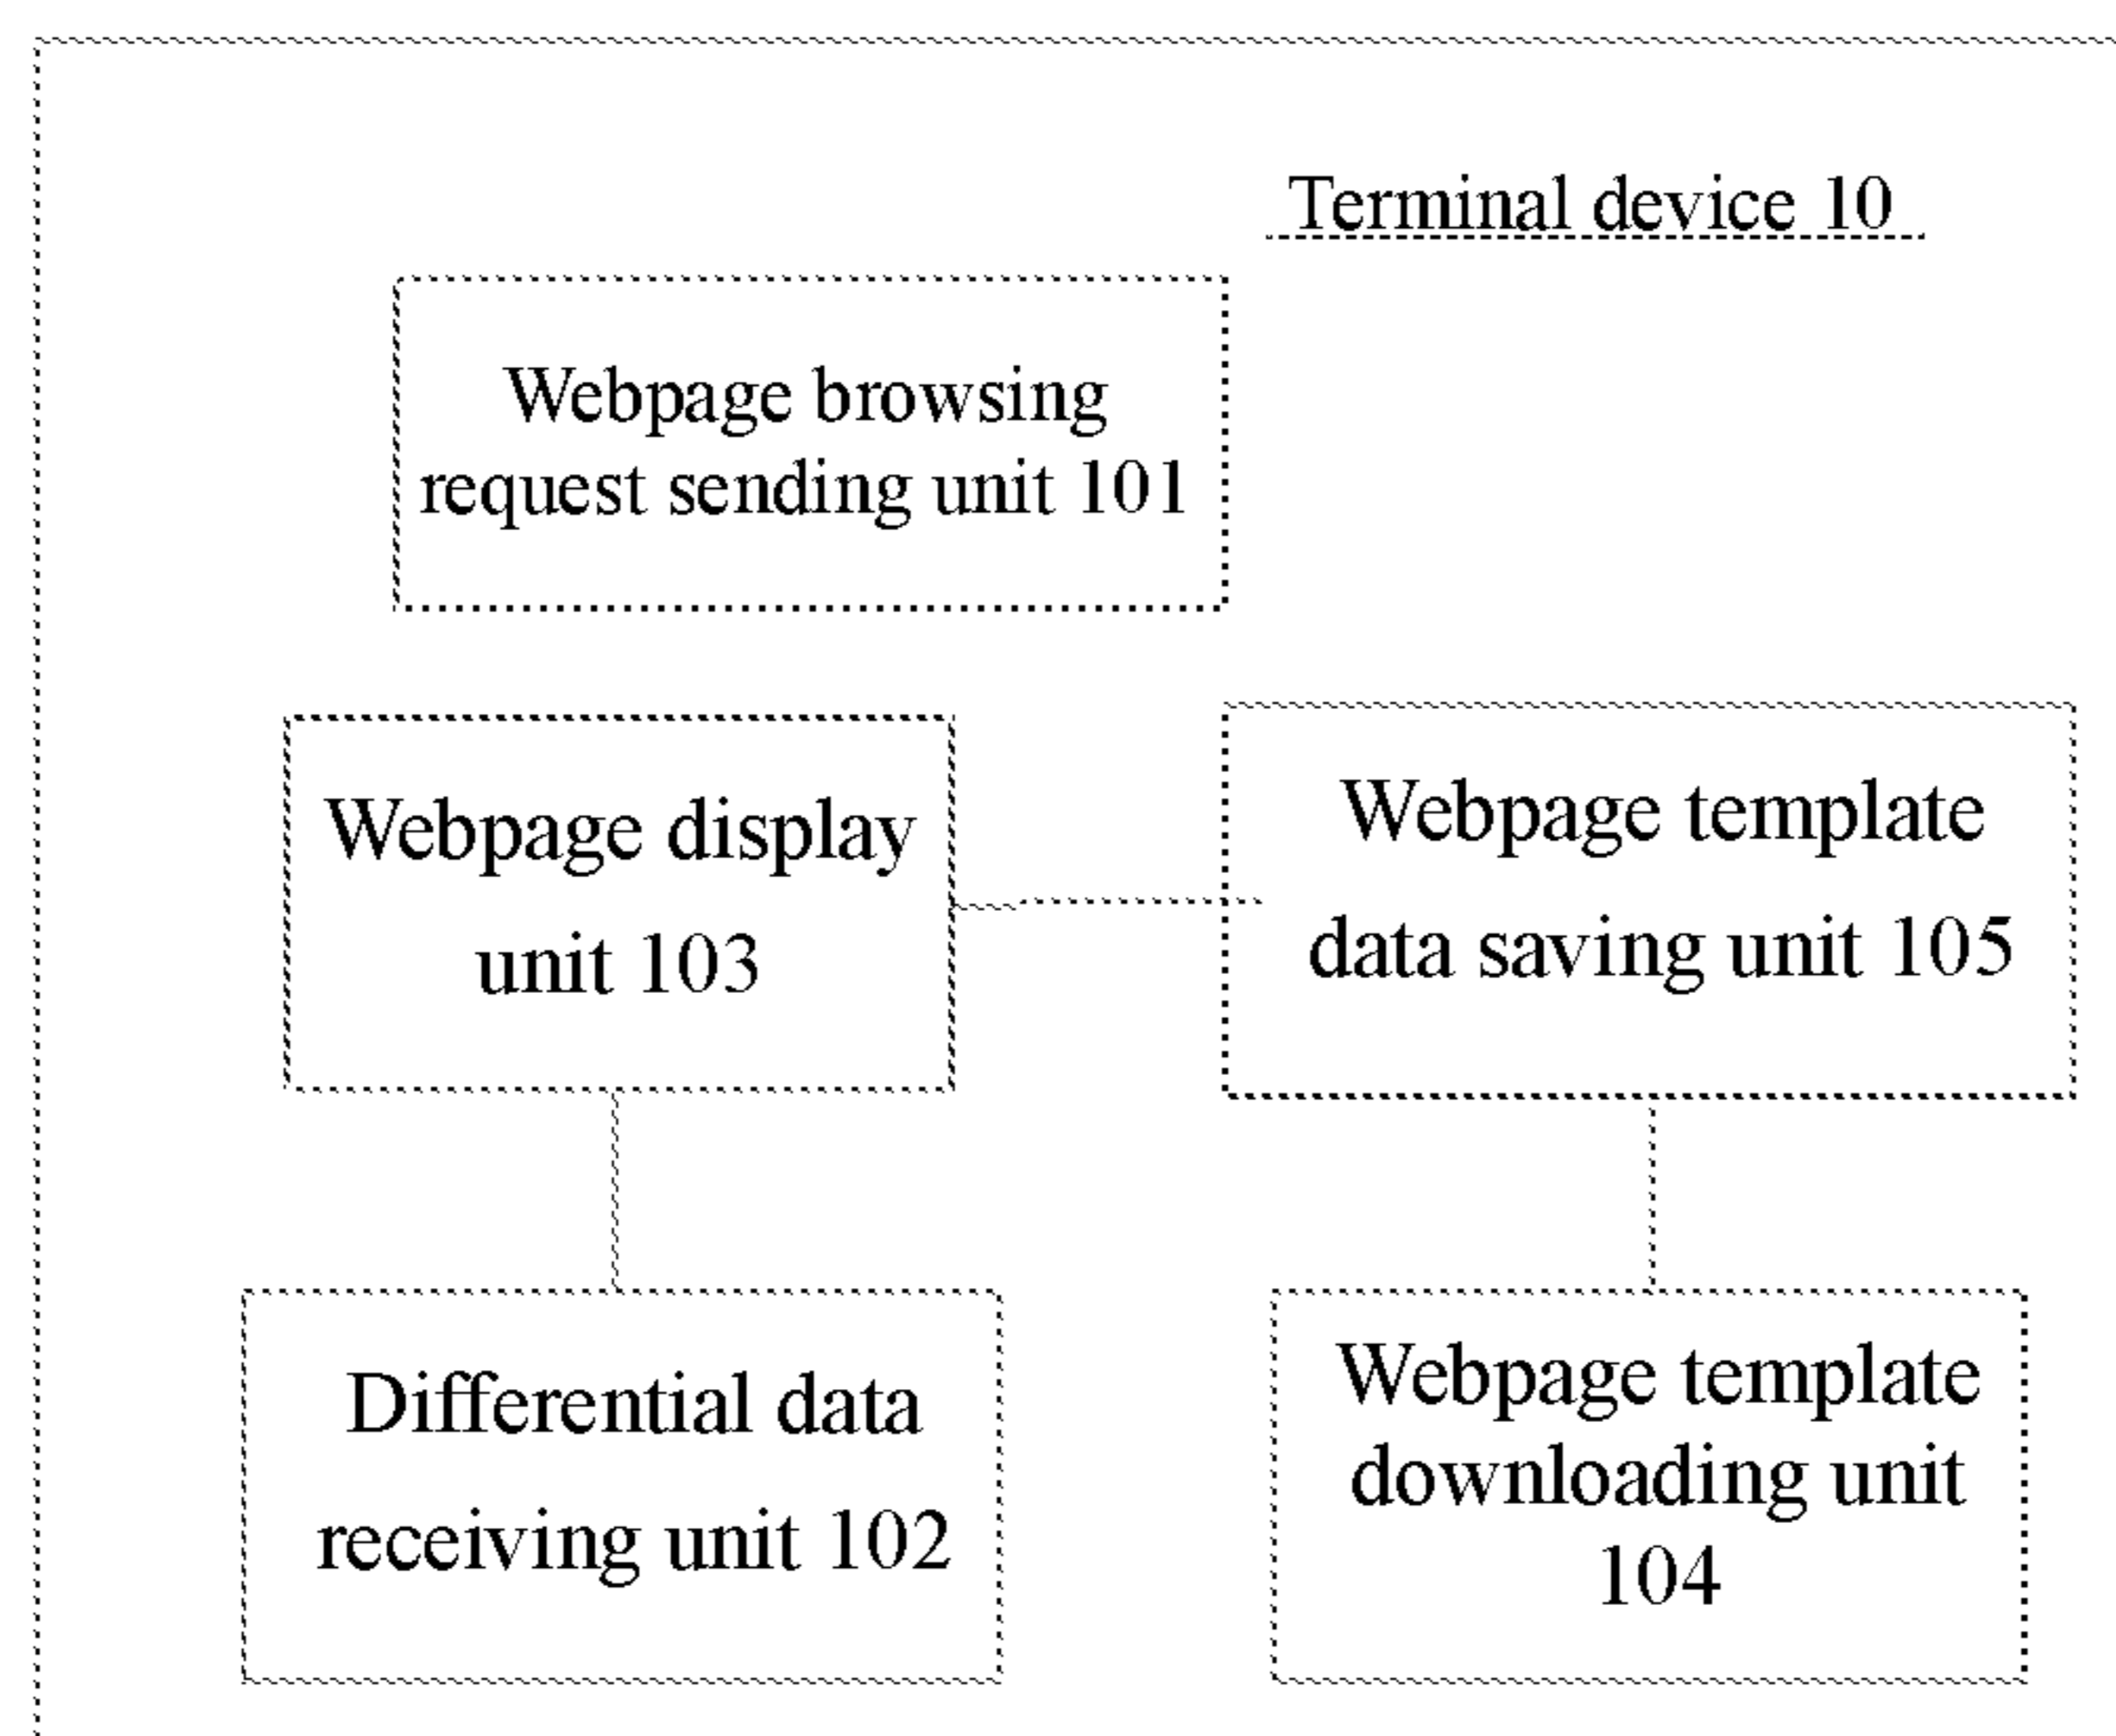 Terminal device 10
Webpage browsing
request sending unit 101
Webpage display
unit 103
Webpage template
data saving unit 105
Differential data
receiving unit 102
Webpage template
downloading unit
104